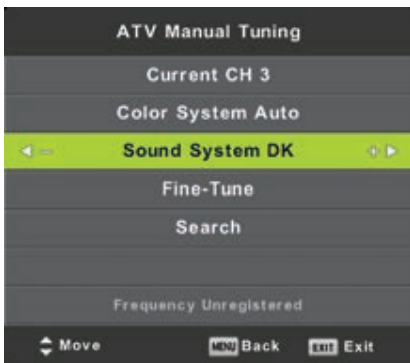 ATV Manual Tuning
Current CH 3
Color System Auto
Sound System DK
Fine-Tune
Search
Frequency Unregistered
Move MENU Back EXIT Exit